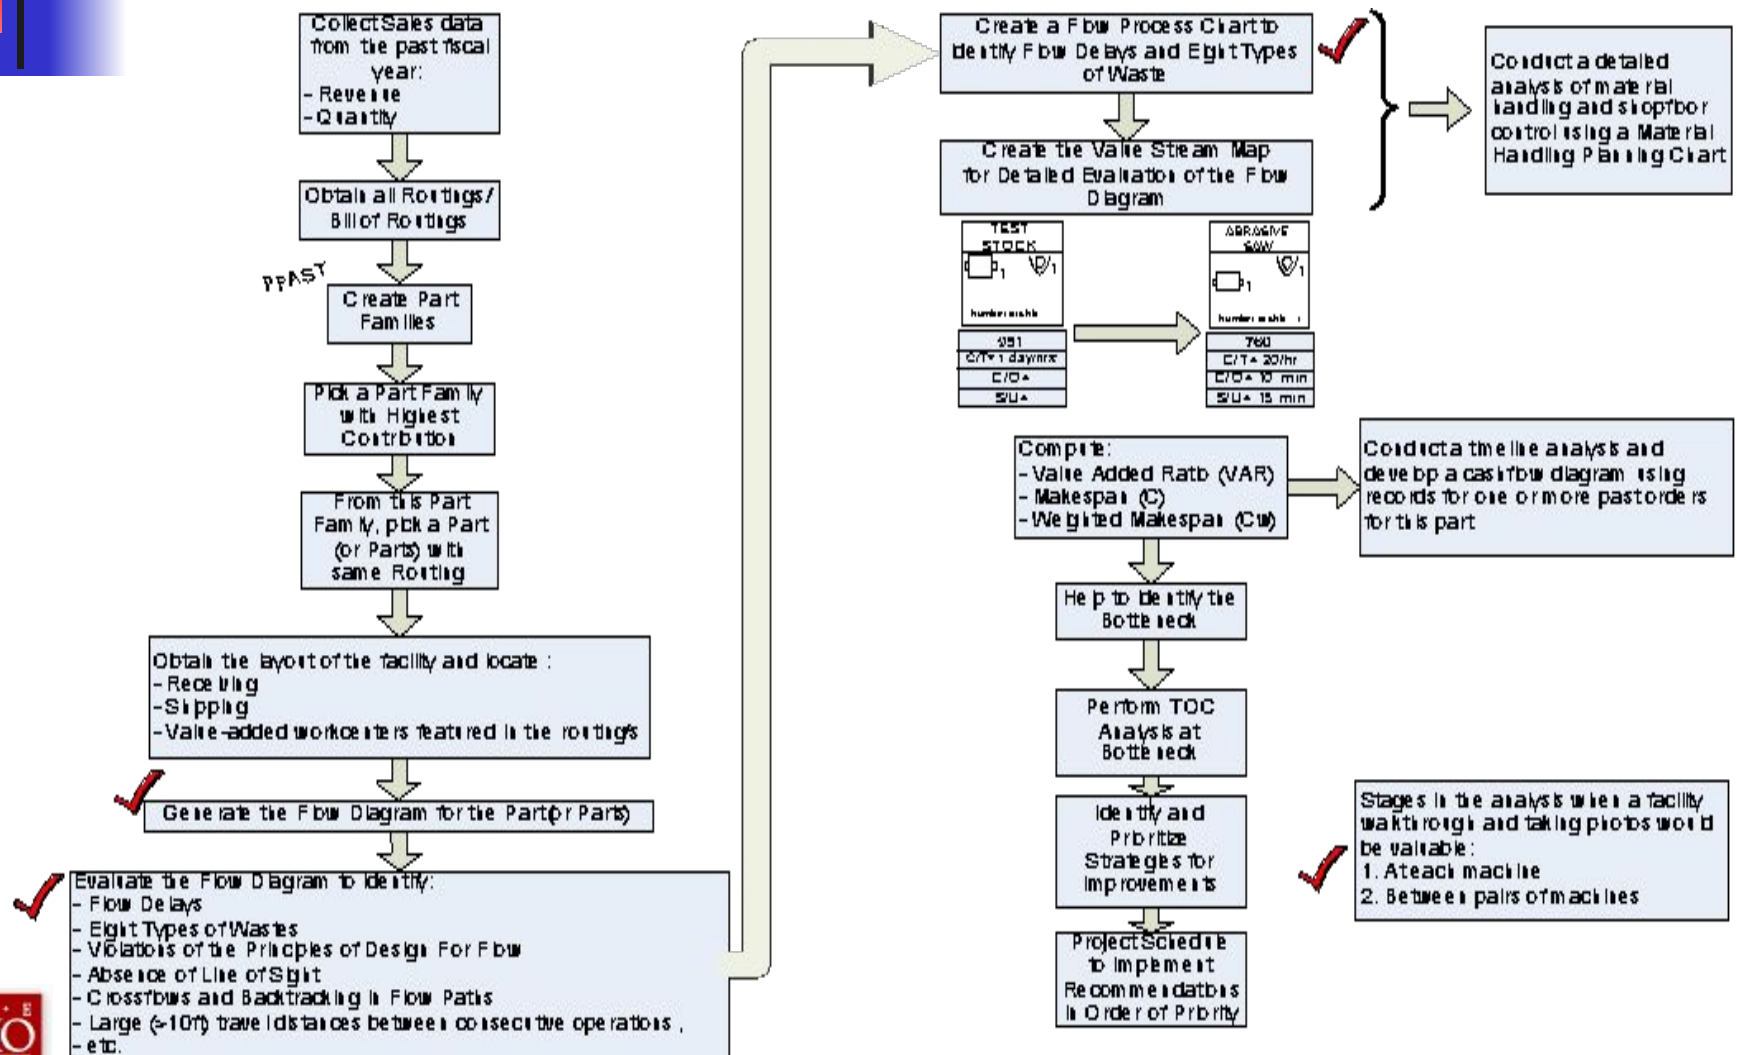 Collect Sales data
from the past fiscal
year:
- Revenue
- Quantity
Obtain all Routings/
Bill of Routings
PFAST
Create Part
Families
Pick a Part Family
with Highest
Contribution
From this Part
Family, pick a Part
(or Parts) with
same Routing
Obtain the layout of the facility and locate :
- Receiving
- Shipping
- Value-added workcenters featured in the routing/s
Generate the Flow Diagram for the Part(or Parts)
Evaluate the Flow Diagram to Identify:
- Flow Delays
- Eight Types of Wastes
- Violations of the Principles of Design For Flow
- Absence of Line of Sight
- Crossflows and Backtracking in Flow Paths
- Large (>10ft) travel distances between consecutive operations ,
- etc.
Create a Flow Process Chart to
Identify Flow Delays and Eight Types
of Waste
Create the Value Stream Map
for Detailed Evaluation of the Flow
Diagram
Conduct a detailed
analysis of material
handling and shopfloor
control using a Material
Handling Planning Chart
TEST
STOCK
1
1
951
C/O=
S/U=
ABRASIVE
SAW
1
1
760
C/T= 20/hr
C/O= 10 min
S/U= 15 min
Compute:
- Value Added Ratio (VAR)
- Makespan (C)
- Weighted Makespan (Cw)
Conduct a timeline analysis and
develop a cashflow diagram using
records for one or more past orders
for this part
Help to Identify the
Bottleneck
Perform TOC
Analysis at
Bottleneck
Identify and
Prioritize
Strategies for
Improvements
Project Schedule
to Implement
Recommendations
in Order of Priority
Stages in the analysis when a facility
walkthrough and taking photos would
be valuable:
1. At each machine
2. Between pairs of machines